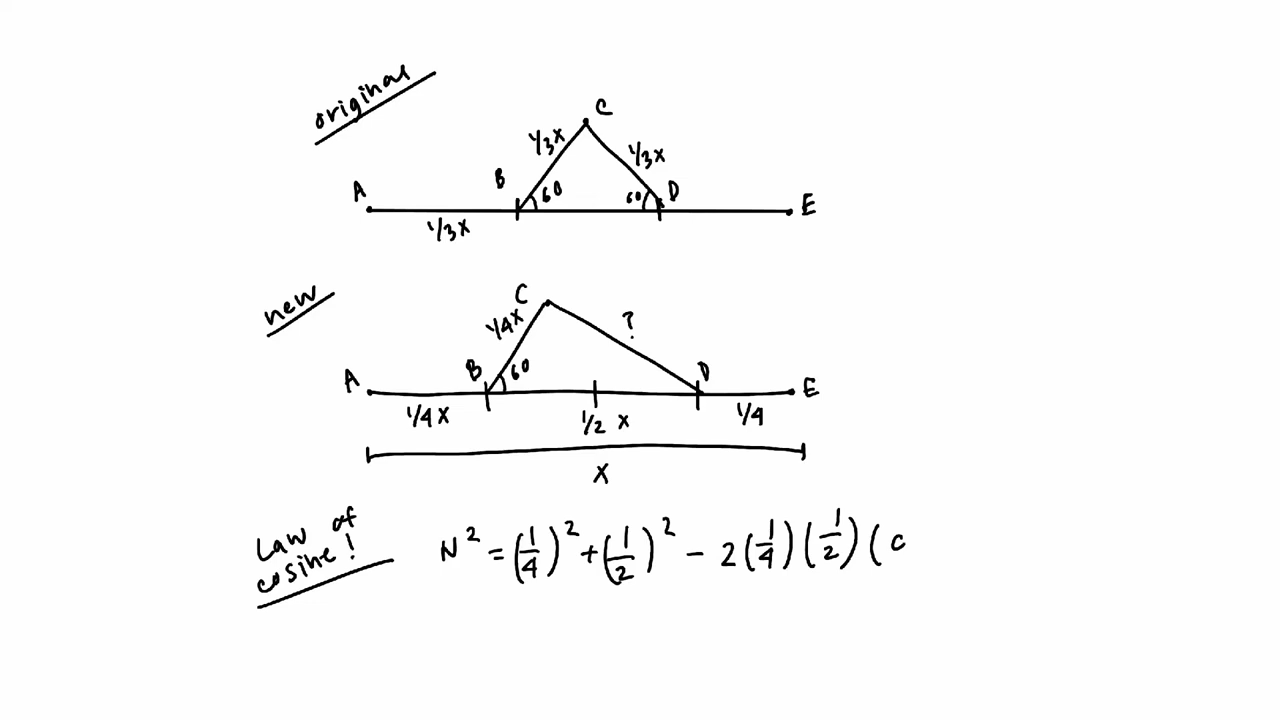 original
C
1/3x
1/3x
A
B
60
60
D
E
1/3x
new
C
1/4x
?
A
B
60
D
E
1/4x
1/2 x
1/4
x
Law of
cosine!
N² = (1/4)² + (1/2)² - 2(1/4)(1/2)(c